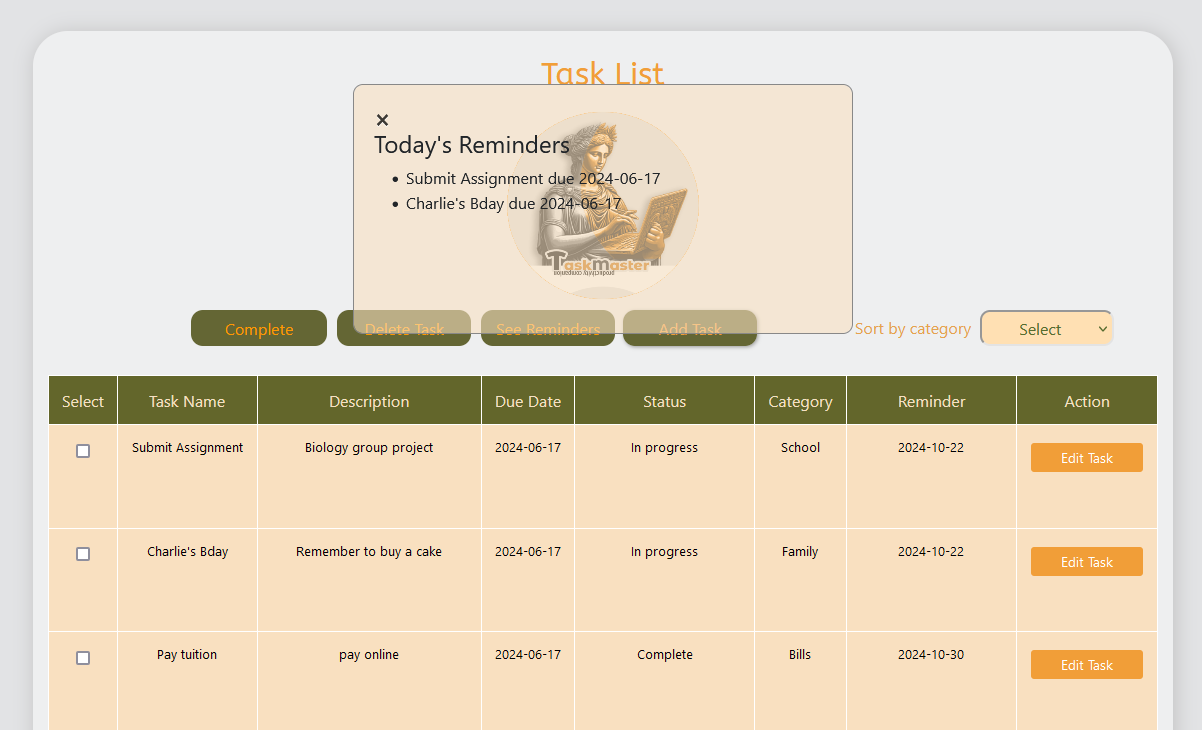 Task List
×
Today's Reminders
• Submit Assignment due 2024-06-17
• Charlie's Bday due 2024-06-17
Taskmaster
productivity companion
Complete Delete Task See Reminders Add Task Sort by category Select
Select Task Name Description Due Date Status Category Reminder Action
Submit Assignment Biology group project 2024-06-17 In progress School 2024-10-22 Edit Task
Charlie's Bday Remember to buy a cake 2024-06-17 In progress Family 2024-10-22 Edit Task
Pay tuition pay online 2024-06-17 Complete Bills 2024-10-30 Edit Task